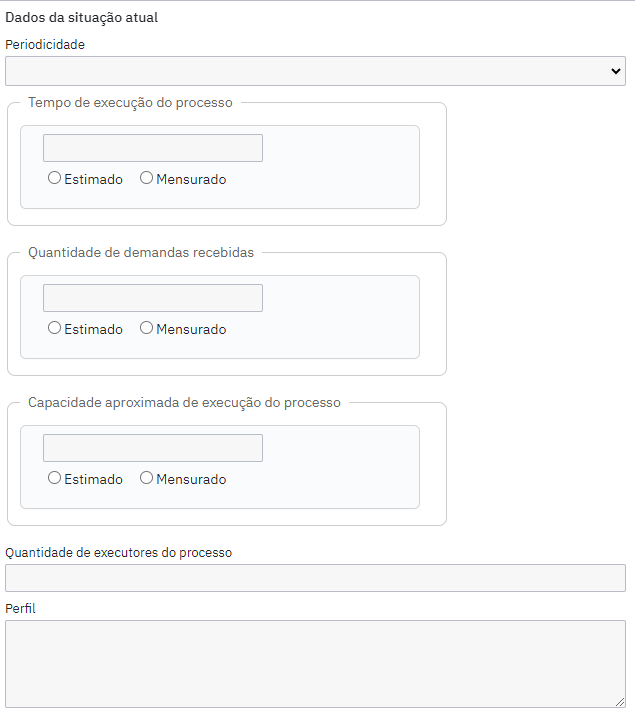 Dados da situação atual
Periodicidade
Tempo de execução do processo
Estimado Mensurado
Quantidade de demandas recebidas
Estimado Mensurado
Capacidade aproximada de execução do processo
Estimado Mensurado
Quantidade de executores do processo
Perfil